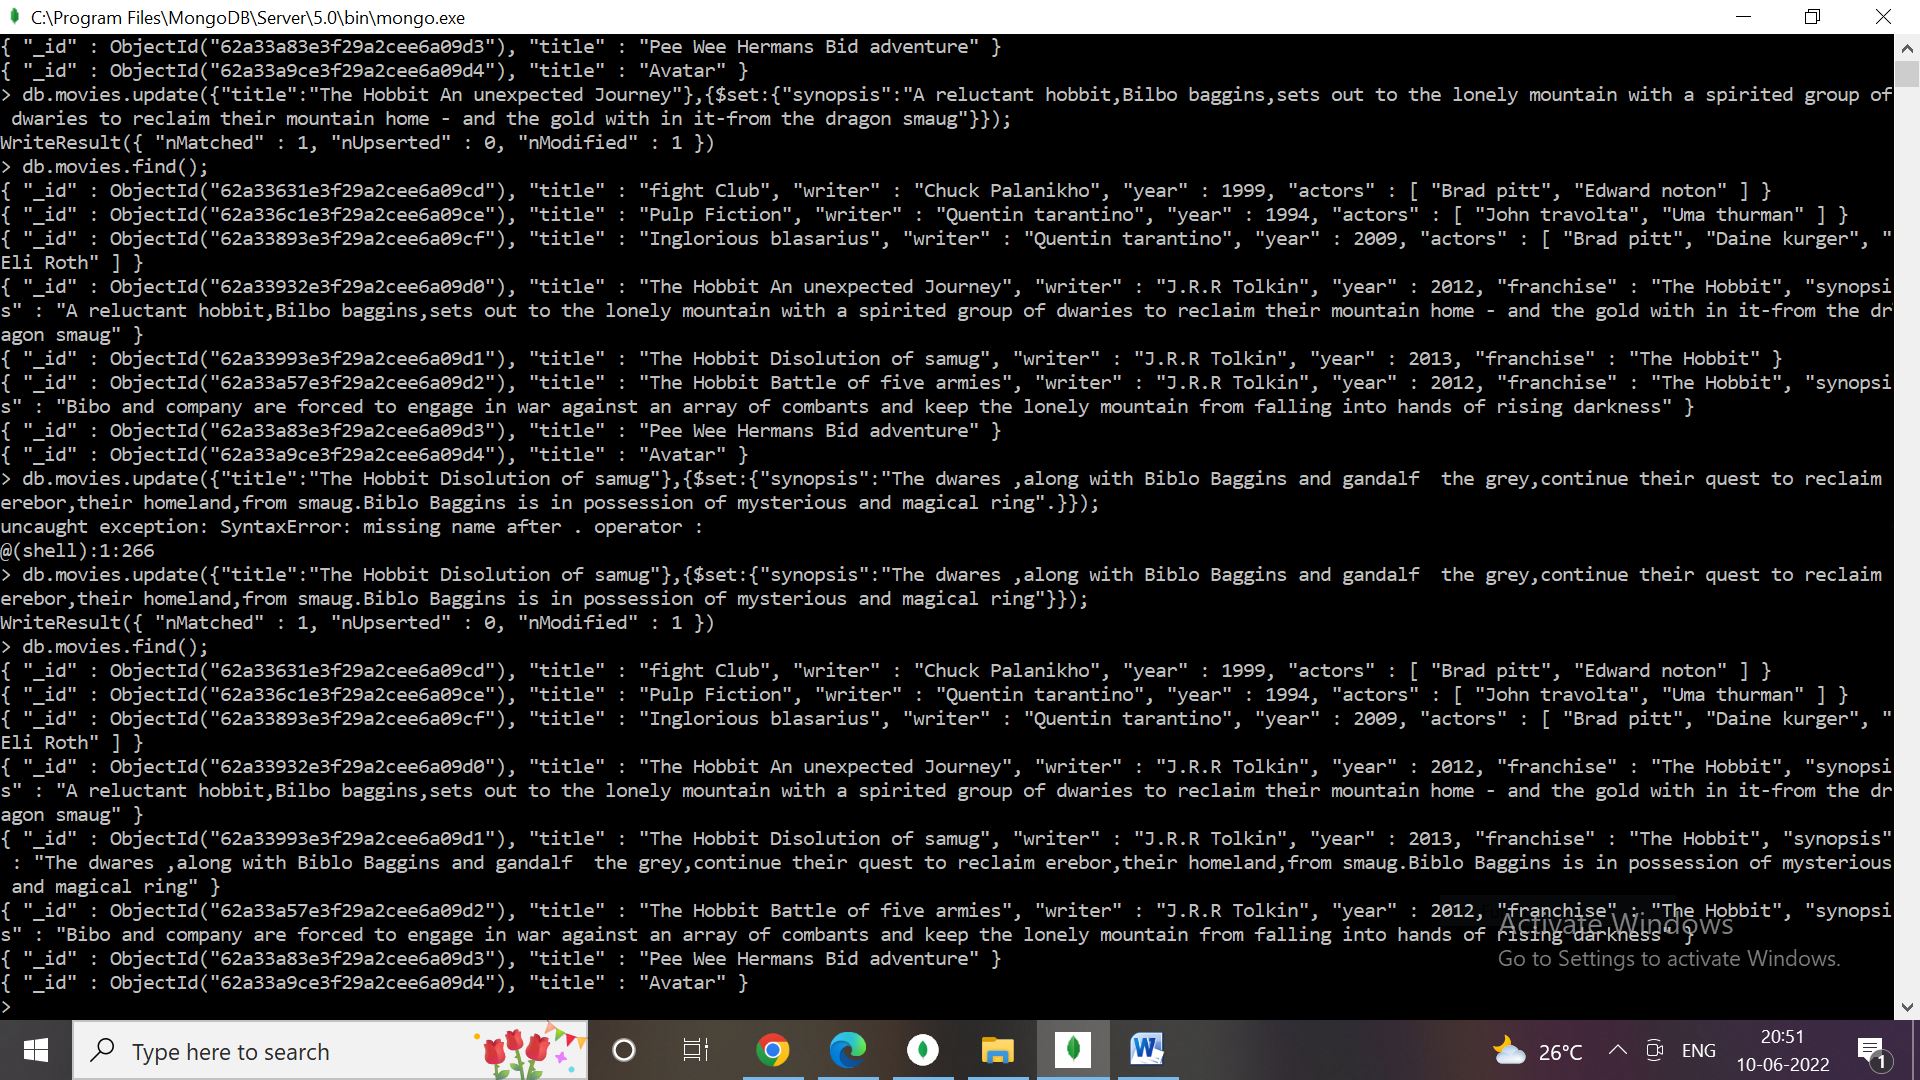 C:\Program Files\MongoDB\Server\5.0\bin\mongo.exe
{ "_id" : ObjectId("62a33a83e3f29a2cee6a09d3"), "title" : "Pee Wee Hermans Bid adventure" }
{ "_id" : ObjectId("62a33a9ce3f29a2cee6a09d4"), "title" : "Avatar" }
> db.movies.update({"title":"The Hobbit An unexpected Journey"},{$set:{"synopsis":"A reluctant hobbit,Bilbo baggins,sets out to the lonely mountain with a spirited group of
 dwaries to reclaim their mountain home - and the gold with in it-from the dragon smaug"}});
WriteResult({ "nMatched" : 1, "nUpserted" : 0, "nModified" : 1 })
> db.movies.find();
{ "_id" : ObjectId("62a33631e3f29a2cee6a09cd"), "title" : "fight Club", "writer" : "Chuck Palanikho", "year" : 1999, "actors" : [ "Brad pitt", "Edward noton" ] }
{ "_id" : ObjectId("62a336c1e3f29a2cee6a09ce"), "title" : "Pulp Fiction", "writer" : "Quentin tarantino", "year" : 1994, "actors" : [ "John travolta", "Uma thurman" ] }
{ "_id" : ObjectId("62a33893e3f29a2cee6a09cf"), "title" : "Inglorious blasarius", "writer" : "Quentin tarantino", "year" : 2009, "actors" : [ "Brad pitt", "Daine kurger", "
Eli Roth" ] }
{ "_id" : ObjectId("62a33932e3f29a2cee6a09d0"), "title" : "The Hobbit An unexpected Journey", "writer" : "J.R.R Tolkin", "year" : 2012, "franchise" : "The Hobbit", "synopsi
s" : "A reluctant hobbit,Bilbo baggins,sets out to the lonely mountain with a spirited group of dwaries to reclaim their mountain home - and the gold with in it-from the dr
agon smaug" }
{ "_id" : ObjectId("62a33993e3f29a2cee6a09d1"), "title" : "The Hobbit Disolution of samug", "writer" : "J.R.R Tolkin", "year" : 2013, "franchise" : "The Hobbit" }
{ "_id" : ObjectId("62a33a57e3f29a2cee6a09d2"), "title" : "The Hobbit Battle of five armies", "writer" : "J.R.R Tolkin", "year" : 2012, "franchise" : "The Hobbit", "synopsi
s" : "Bibo and company are forced to engage in war against an array of combants and keep the lonely mountain from falling into hands of rising darkness" }
{ "_id" : ObjectId("62a33a83e3f29a2cee6a09d3"), "title" : "Pee Wee Hermans Bid adventure" }
{ "_id" : ObjectId("62a33a9ce3f29a2cee6a09d4"), "title" : "Avatar" }
> db.movies.update({"title":"The Hobbit Disolution of samug"},{$set:{"synopsis":"The dwares ,along with Biblo Baggins and gandalf  the grey,continue their quest to reclaim
erebor,their homeland,from smaug.Biblo Baggins is in possession of mysterious and magical ring".}});
uncaught exception: SyntaxError: missing name after . operator :
@(shell):1:266
> db.movies.update({"title":"The Hobbit Disolution of samug"},{$set:{"synopsis":"The dwares ,along with Biblo Baggins and gandalf  the grey,continue their quest to reclaim
erebor,their homeland,from smaug.Biblo Baggins is in possession of mysterious and magical ring"}});
WriteResult({ "nMatched" : 1, "nUpserted" : 0, "nModified" : 1 })
> db.movies.find();
{ "_id" : ObjectId("62a33631e3f29a2cee6a09cd"), "title" : "fight Club", "writer" : "Chuck Palanikho", "year" : 1999, "actors" : [ "Brad pitt", "Edward noton" ] }
{ "_id" : ObjectId("62a336c1e3f29a2cee6a09ce"), "title" : "Pulp Fiction", "writer" : "Quentin tarantino", "year" : 1994, "actors" : [ "John travolta", "Uma thurman" ] }
{ "_id" : ObjectId("62a33893e3f29a2cee6a09cf"), "title" : "Inglorious blasarius", "writer" : "Quentin tarantino", "year" : 2009, "actors" : [ "Brad pitt", "Daine kurger", "
Eli Roth" ] }
{ "_id" : ObjectId("62a33932e3f29a2cee6a09d0"), "title" : "The Hobbit An unexpected Journey", "writer" : "J.R.R Tolkin", "year" : 2012, "franchise" : "The Hobbit", "synopsi
s" : "A reluctant hobbit,Bilbo baggins,sets out to the lonely mountain with a spirited group of dwaries to reclaim their mountain home - and the gold with in it-from the dr
agon smaug" }
{ "_id" : ObjectId("62a33993e3f29a2cee6a09d1"), "title" : "The Hobbit Disolution of samug", "writer" : "J.R.R Tolkin", "year" : 2013, "franchise" : "The Hobbit", "synopsis"
 : "The dwares ,along with Biblo Baggins and gandalf  the grey,continue their quest to reclaim erebor,their homeland,from smaug.Biblo Baggins is in possession of mysterious
 and magical ring" }
{ "_id" : ObjectId("62a33a57e3f29a2cee6a09d2"), "title" : "The Hobbit Battle of five armies", "writer" : "J.R.R Tolkin", "year" : 2012, "franchise" : "The Hobbit", "synopsi
s" : "Bibo and company are forced to engage in war against an array of combants and keep the lonely mountain from falling into hands of rising darkness" }
{ "_id" : ObjectId("62a33a83e3f29a2cee6a09d3"), "title" : "Pee Wee Hermans Bid adventure" }
{ "_id" : ObjectId("62a33a9ce3f29a2cee6a09d4"), "title" : "Avatar" }
>
Activate Windows
Go to Settings to activate Windows.
Type here to search
W
26°C
ENG
20:51
10-06-2022
1